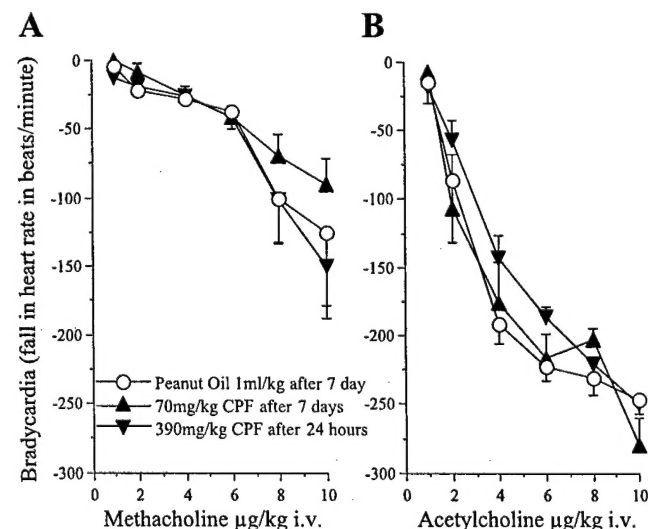 A
B
Bradycardia (fall in heart rate in beats/minute)
0
-50
-100
-150
-200
-250
-300
0
-50
-100
-150
-200
-250
-300
Peanut Oil 1ml/kg after 7 day
70mg/kg CPF after 7 days
390mg/kg CPF after 24 hours
0 2 4 6 8 10
0 2 4 6 8 10
Methacholine µg/kg i.v.
Acetylcholine µg/kg i.v.